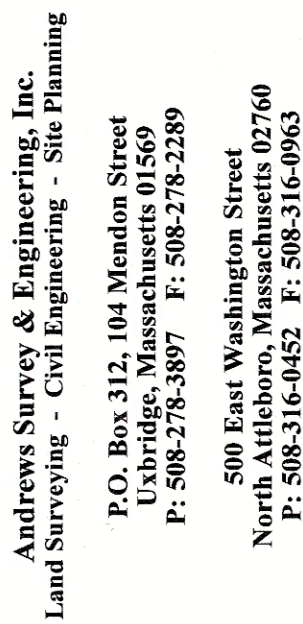 Andrews Survey & Engineering, Inc.
Land Surveying - Civil Engineering - Site Planning
P.O. Box 312, 104 Mendon Street
Uxbridge, Massachusetts 01569
P: 508-278-3897 F: 508-278-2289
500 East Washington Street
North Attleboro, Massachusetts 02760
P: 508-316-0452 F: 508-316-0963